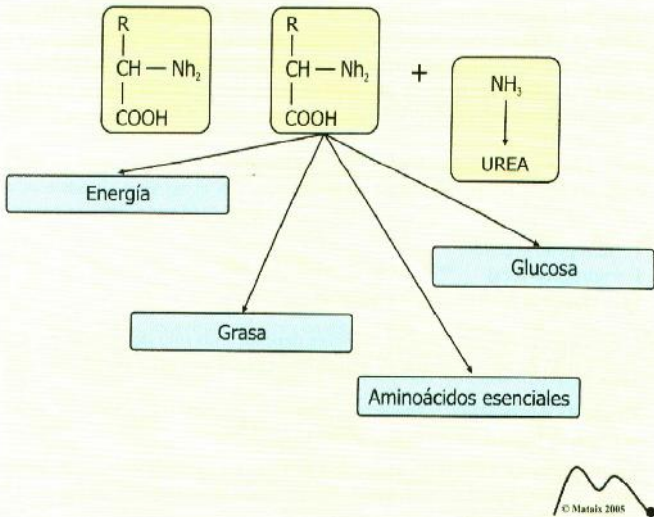 R
CH — Nh₂
COOH
R
CH — Nh₂
COOH
+
NH₃
UREA
Energía
Glucosa
Grasa
Aminoácidos esenciales
© Mataix 2005